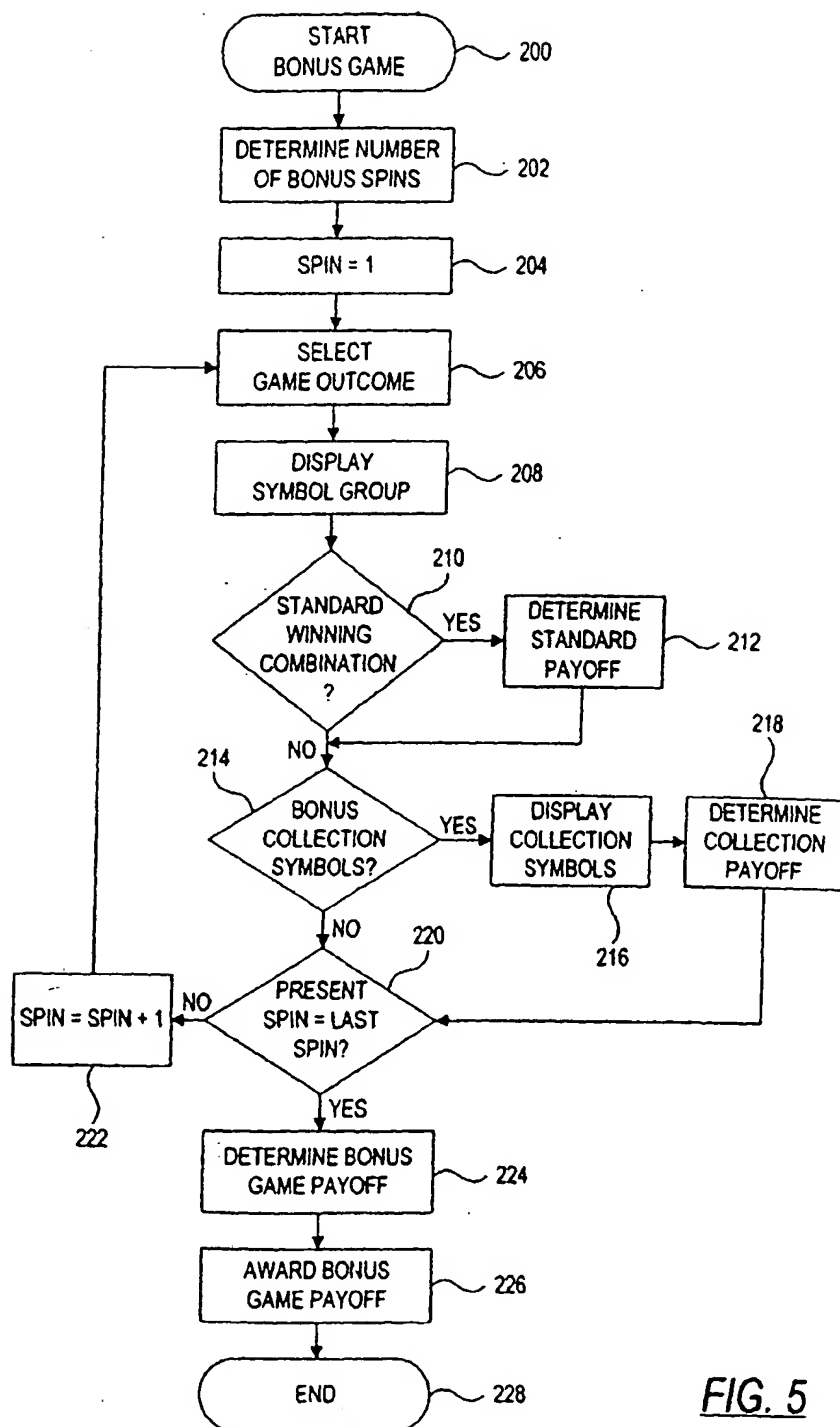 START
BONUS GAME
200
DETERMINE NUMBER
OF BONUS SPINS
202
SPIN = 1
204
SELECT
GAME OUTCOME
206
DISPLAY
SYMBOL GROUP
208
210
STANDARD
WINNING
COMBINATION
?
YES
DETERMINE
STANDARD
PAYOFF
212
NO
214
BONUS
COLLECTION
SYMBOLS?
YES
DISPLAY
COLLECTION
SYMBOLS
216
218
DETERMINE
COLLECTION
PAYOFF
NO
220
PRESENT
SPIN = LAST
SPIN?
NO
SPIN = SPIN + 1
222
YES
DETERMINE BONUS
GAME PAYOFF
224
AWARD BONUS
GAME PAYOFF
226
END
228
FIG. 5